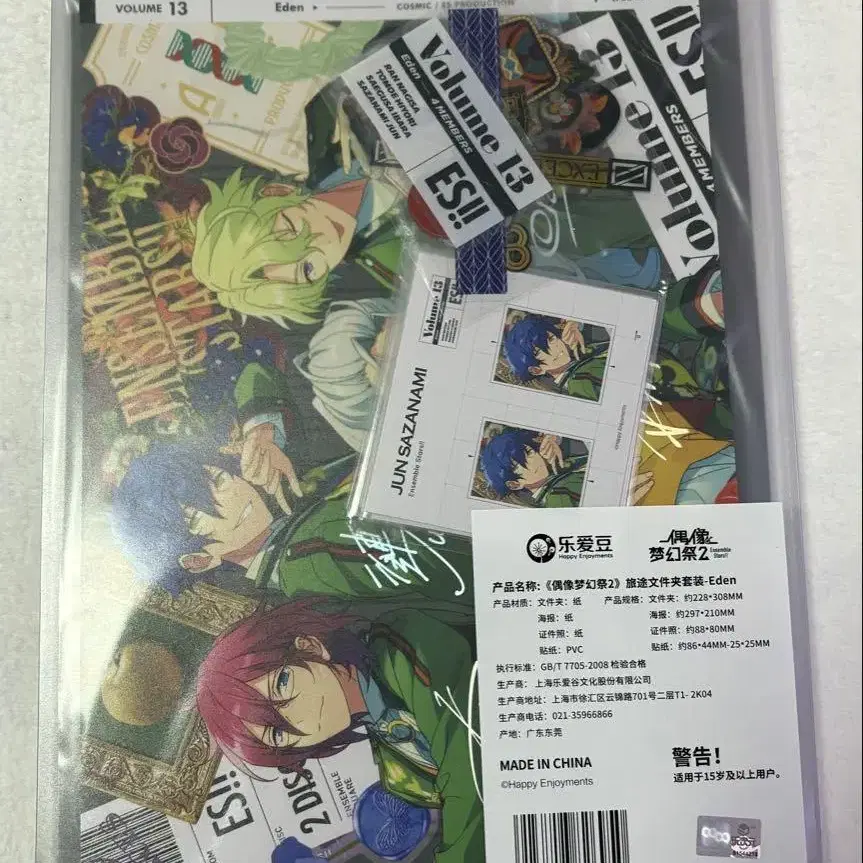 VOLUME 13
Eden
COSMIC / ES PRODUCTION
Volume 13
Eden
4 MEMBERS
RAN NAGISA
TOMOE HIYORI
SAEGUSA IBARA
SAZANAMI JUN
ES!!
ES!!
Volume 13
4 MEMBERS
A
ENSEMBLE
STARS!!
Volume 13
ES!!
JUN SAZANAMI
Ensemble Stars!!
©Happy Enjoyments
ES!!
2 DISC
ENSEMBLE
SQUARE
乐爱豆
Happy Enjoyments
偶像
梦幻祭2
Ensemble
Stars!!
产品名称:《偶像梦幻祭2》旅途文件夹套装-Eden
产品材质: 文件夹: 纸 产品规格: 文件夹: 约228*308MM
海报: 纸 海报: 约297*210MM
证件照: 纸 证件照: 约88*80MM
贴纸: PVC 贴纸: 约86*44MM-25*25MM
执行标准: GB/T 7705-2008 检验合格
生产商: 上海乐爱谷文化股份有限公司
生产商地址: 上海市徐汇区云锦路701号二层T1- 2K04
生产商电话: 021-35966866
产地: 广东东莞
MADE IN CHINA
©Happy Enjoyments
警告!
适用于15岁及以上用户。